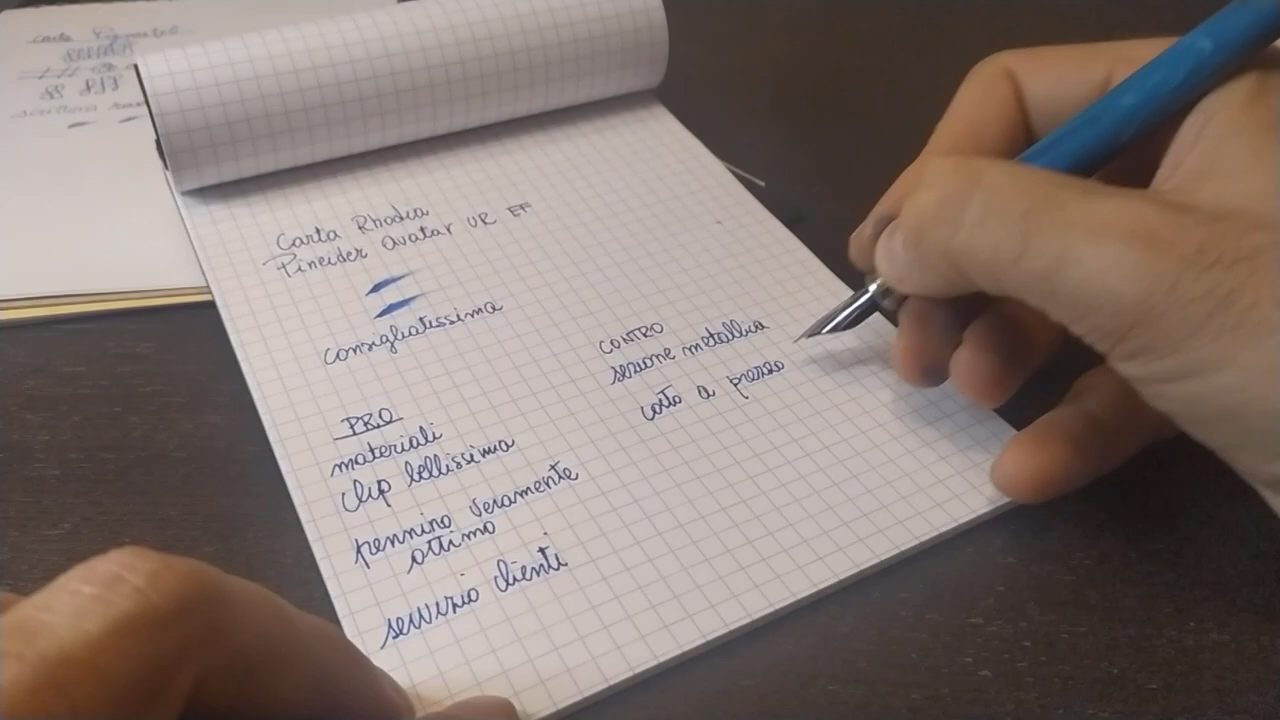 Carta Rhodia
Pineider Avatar UR EF
consigliatissima
PRO
materiali
clip bellissima
pennino veramente
ottimo
servizio clienti
CONTRO
sezione metallica
a prezzo